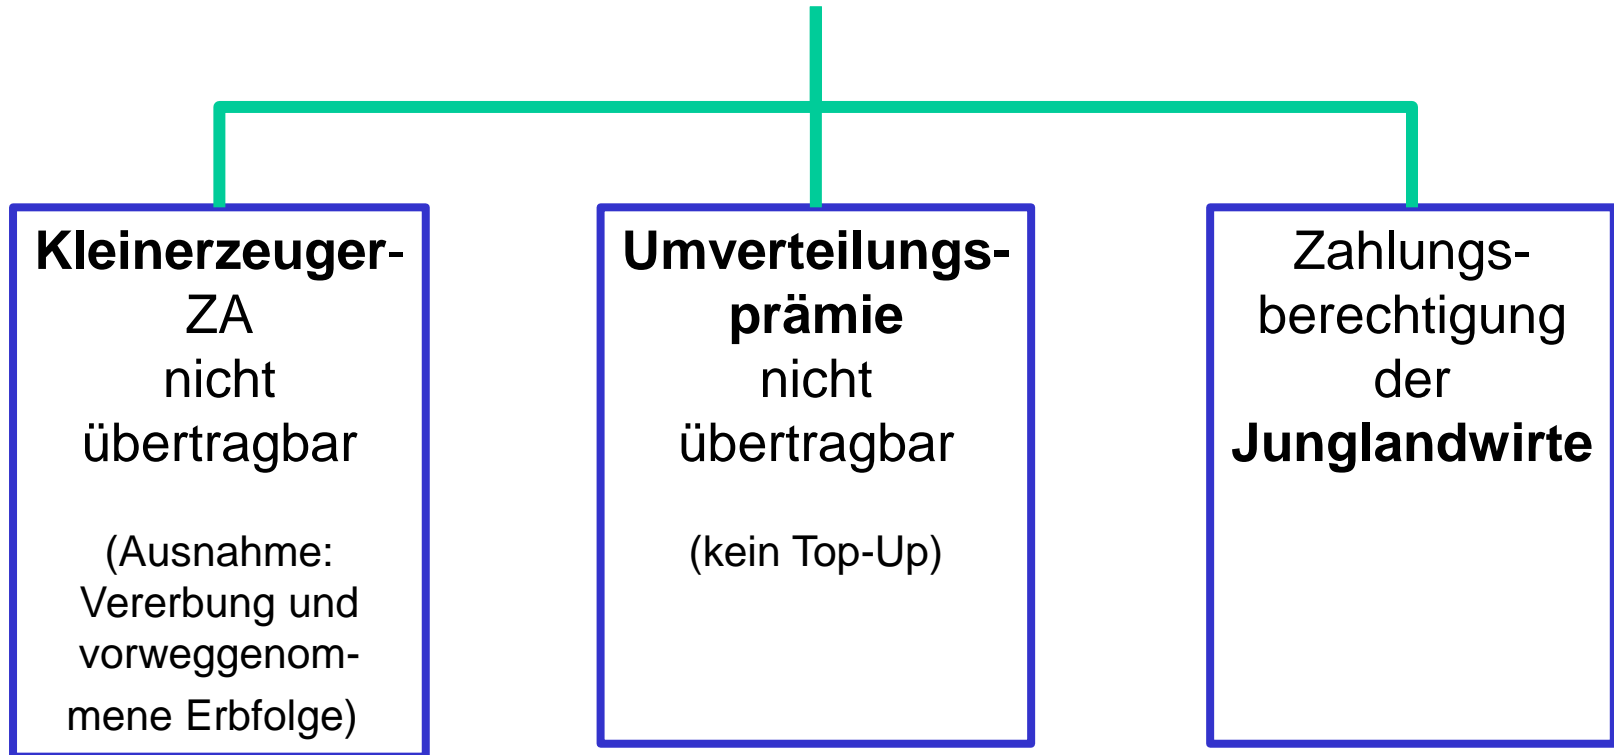 Kleinerzeuger-
ZA
nicht
übertragbar
(Ausnahme:
Vererbung und
vorweggenom-
mene Erbfolge)
Umverteilungs-
prämie
nicht
übertragbar
(kein Top-Up)
Zahlungs-
berechtigung
der
Junglandwirte